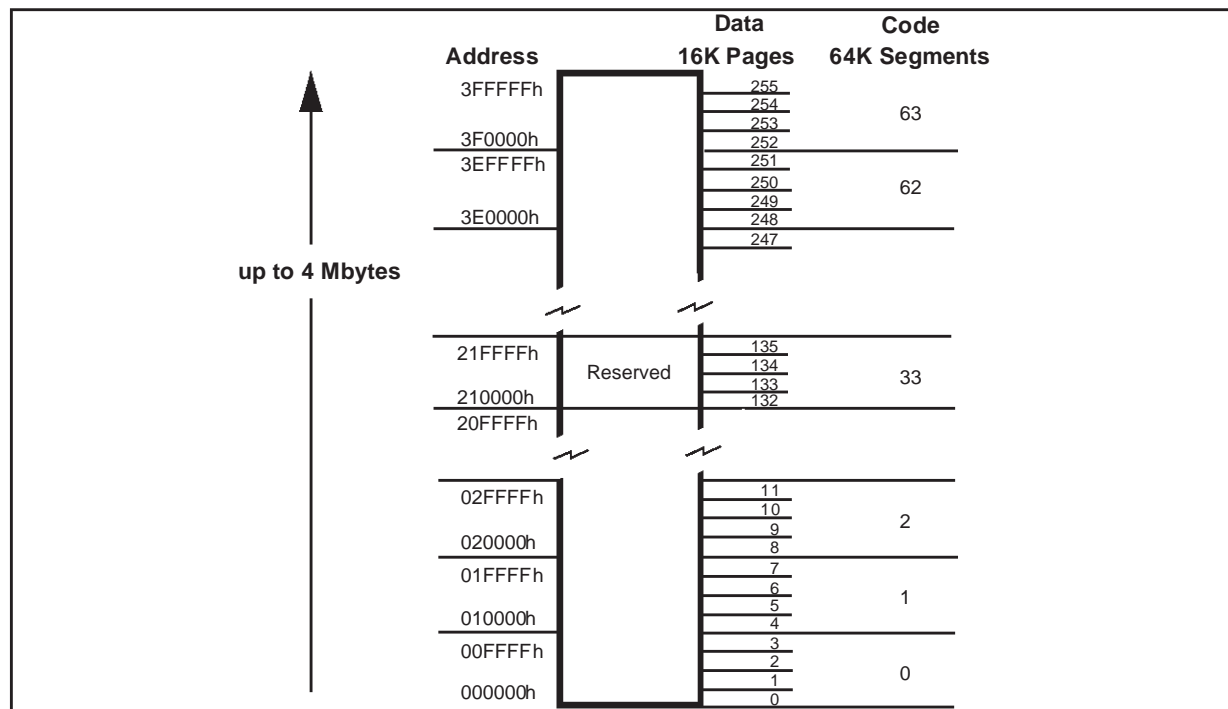 Data Code
Address 16K Pages 64K Segments
3FFFFFh 255
254
253 63
3F0000h 252
3EFFFFh 251
250 62
249
3E0000h 248
247
up to 4 Mbytes
21FFFFh 135
Reserved 134 33
133
210000h 132
20FFFFh
02FFFFh 11
10 2
9
020000h 8
01FFFFh 7
6 1
5
010000h 4
00FFFFh 3
2 0
1
000000h 0